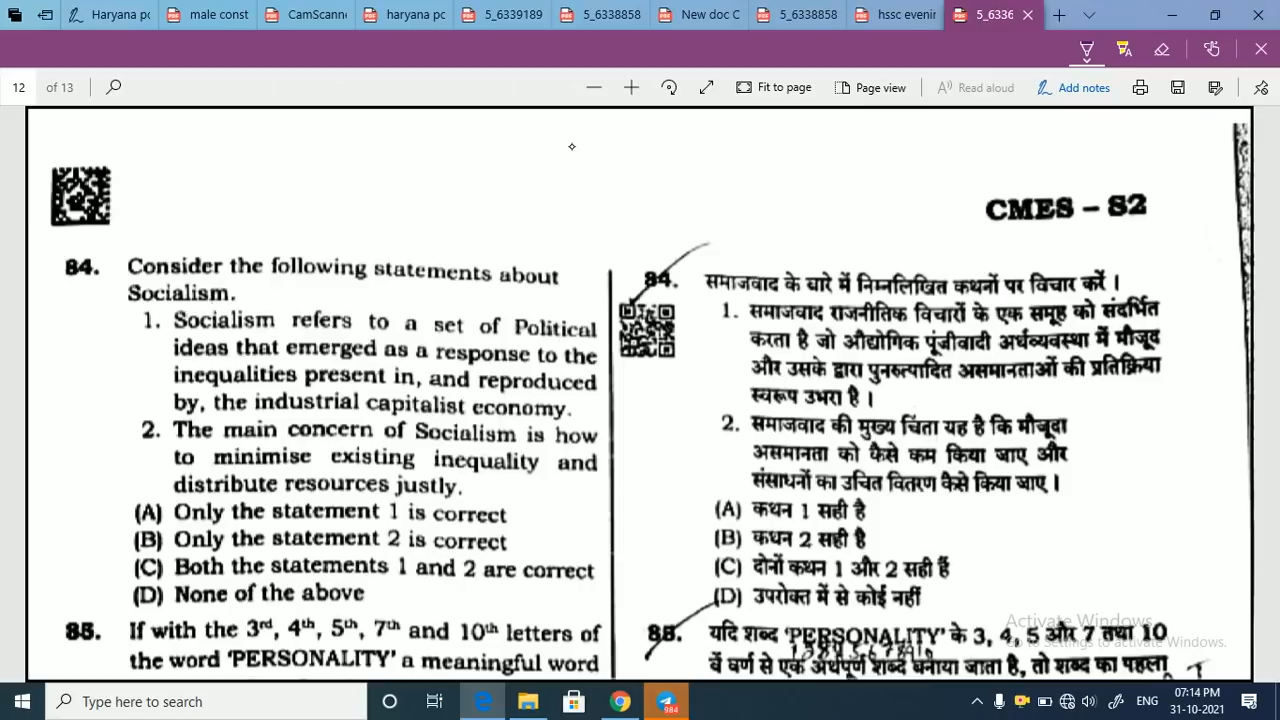 Haryana pc
male const
CamScanne
haryana pc
5_6339189
5_6338858
New doc C
5_6338858
hssc evenin
5_6336
12 of 13
Fit to page
Page view
Read aloud
Add notes
CMES – S2
84. Consider the following statements about
Socialism.
1. Socialism refers to a set of Political
ideas that emerged as a response to the
inequalities present in, and reproduced
by, the industrial capitalist economy.
2. The main concern of Socialism is how
to minimise existing inequality and
distribute resources justly.
(A) Only the statement 1 is correct
(B) Only the statement 2 is correct
(C) Both the statements 1 and 2 are correct
(D) None of the above
85. If with the 3rd, 4th, 5th, 7th and 10th letters of
the word 'PERSONALITY' a meaningful word
84. समाजवाद के बारे में निम्नलिखित कथनों पर विचार करें ।
1. समाजवाद राजनीतिक विचारों के एक समूह को संदर्भित
करता है जो औद्योगिक पूंजीवादी अर्थव्यवस्था में मौजूद
और उसके द्वारा पुनरुत्पादित असमानताओं की प्रतिक्रिया
स्वरूप उभरा है ।
2. समाजवाद की मुख्य चिंता यह है कि मौजूदा
असमानता को कैसे कम किया जाए और
संसाधनों का उचित वितरण कैसे किया जाए ।
(A) कथन 1 सही है
(B) कथन 2 सही है
(C) दोनों कथन 1 और 2 सही हैं
(D) उपरोक्त में से कोई नहीं
85. यदि शब्द 'PERSONALITY' के 3, 4, 5 और 7 तथा 10
वें वर्ण से एक अर्थपूर्ण शब्द बनाया जाता है, तो शब्द का पहला
Activate Windows
Go to Settings to activate Windows.
Type here to search
984
ENG
07:14 PM
31-10-2021